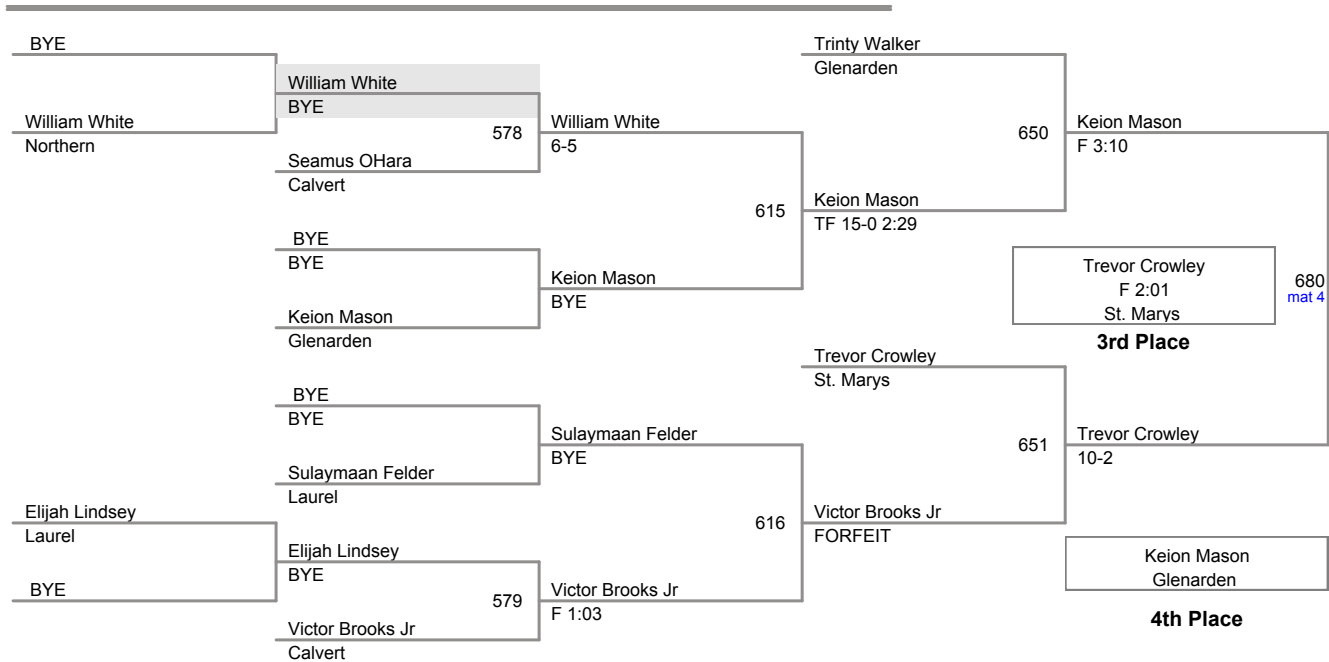 BYE
William White
Northern
William White
BYE
578
Seamus OHara
Calvert
William White
6-5
BYE
BYE
Keion Mason
Glenarden
Keion Mason
BYE
615
Trinty Walker
Glenarden
Keion Mason
TF 15-0 2:29
650
Keion Mason
F 3:10
Trevor Crowley
F 2:01
St. Marys
3rd Place
680
mat 4
BYE
BYE
Sulaymaan Felder
Laurel
Sulaymaan Felder
BYE
Elijah Lindsey
Laurel
BYE
Elijah Lindsey
BYE
579
Victor Brooks Jr
Calvert
Victor Brooks Jr
F 1:03
616
Trevor Crowley
St. Marys
Victor Brooks Jr
FORFEIT
651
Trevor Crowley
10-2
Keion Mason
Glenarden
4th Place